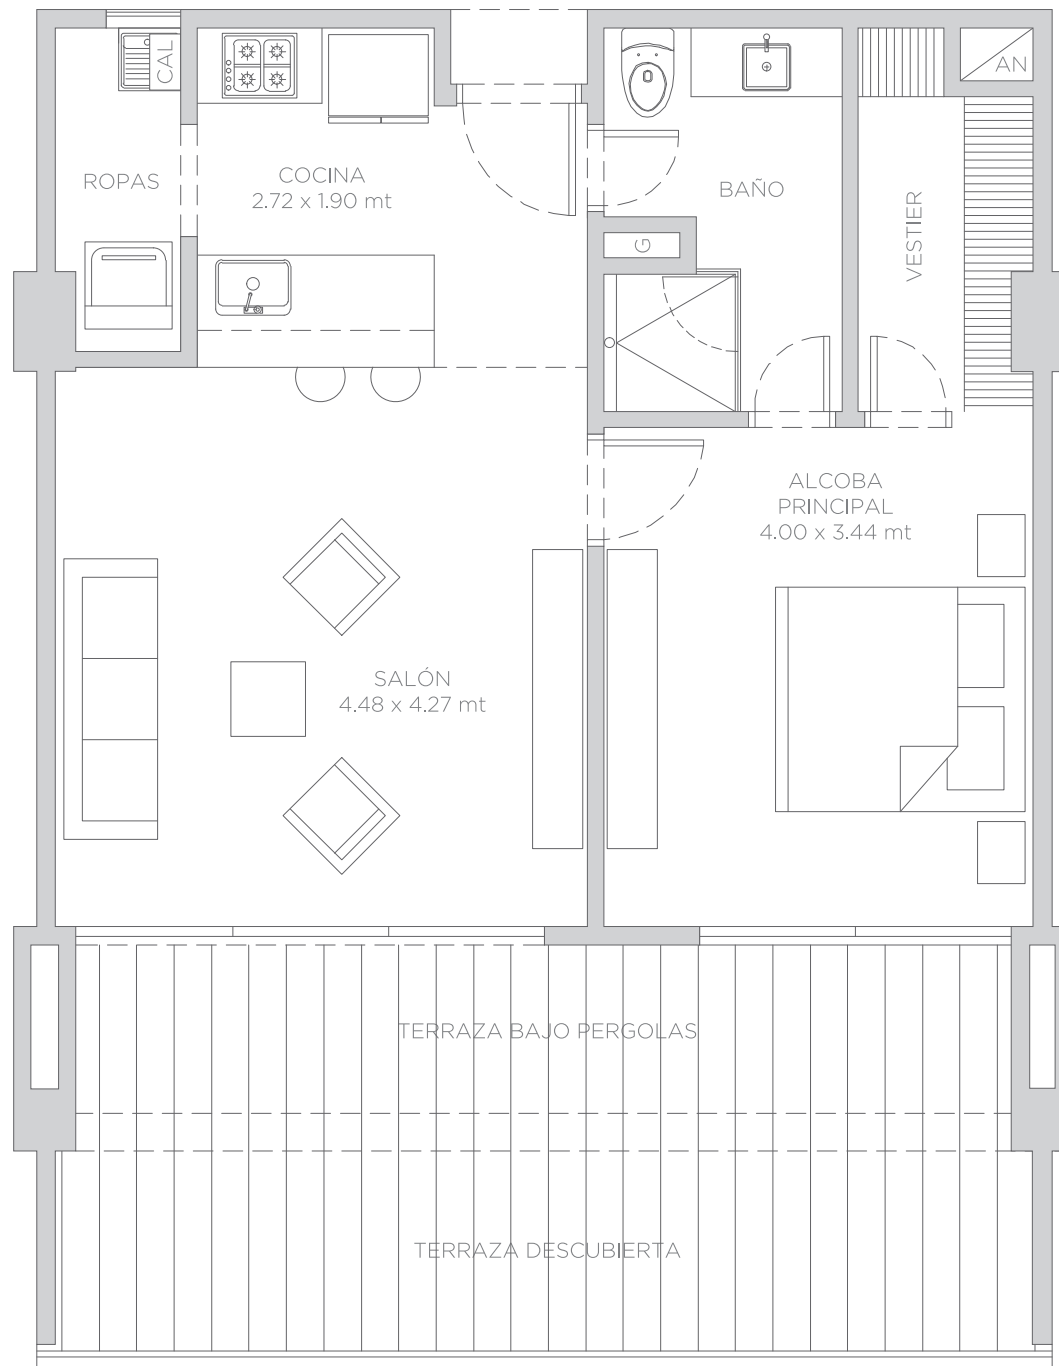 CAL
AN
ROPAS
COCINA
2.72 x 1.90 mt
BAÑO
VESTIER
G
ALCOBA
PRINCIPAL
4.00 x 3.44 mt
SALÓN
4.48 x 4.27 mt
TERRAZA BAJO PERGOLAS
TERRAZA DESCUBIERTA